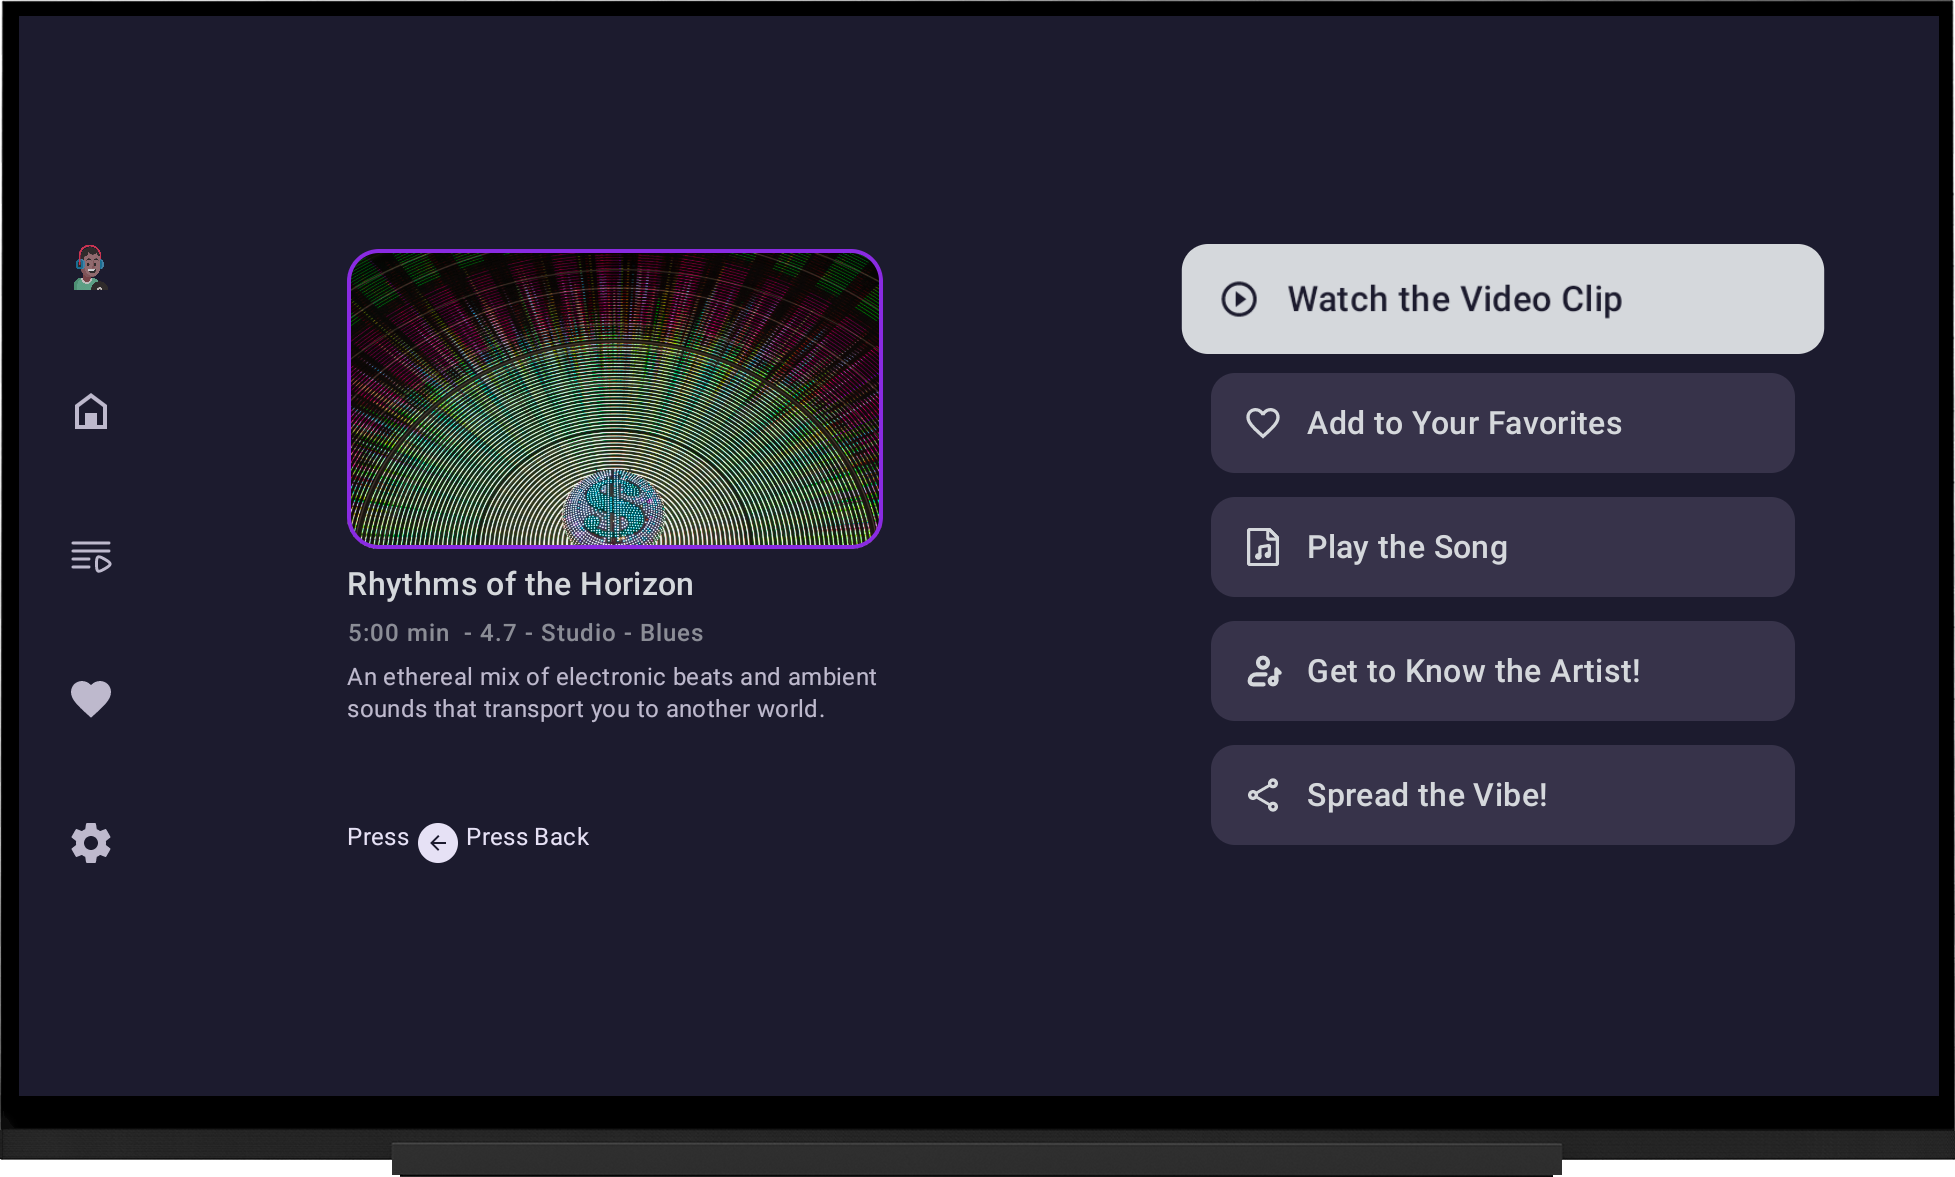 Rhythms of the Horizon
5:00 min - 4.7 - Studio - Blues
An ethereal mix of electronic beats and ambient
sounds that transport you to another world.
Press Press Back
Watch the Video Clip
Add to Your Favorites
Play the Song
Get to Know the Artist!
Spread the Vibe!